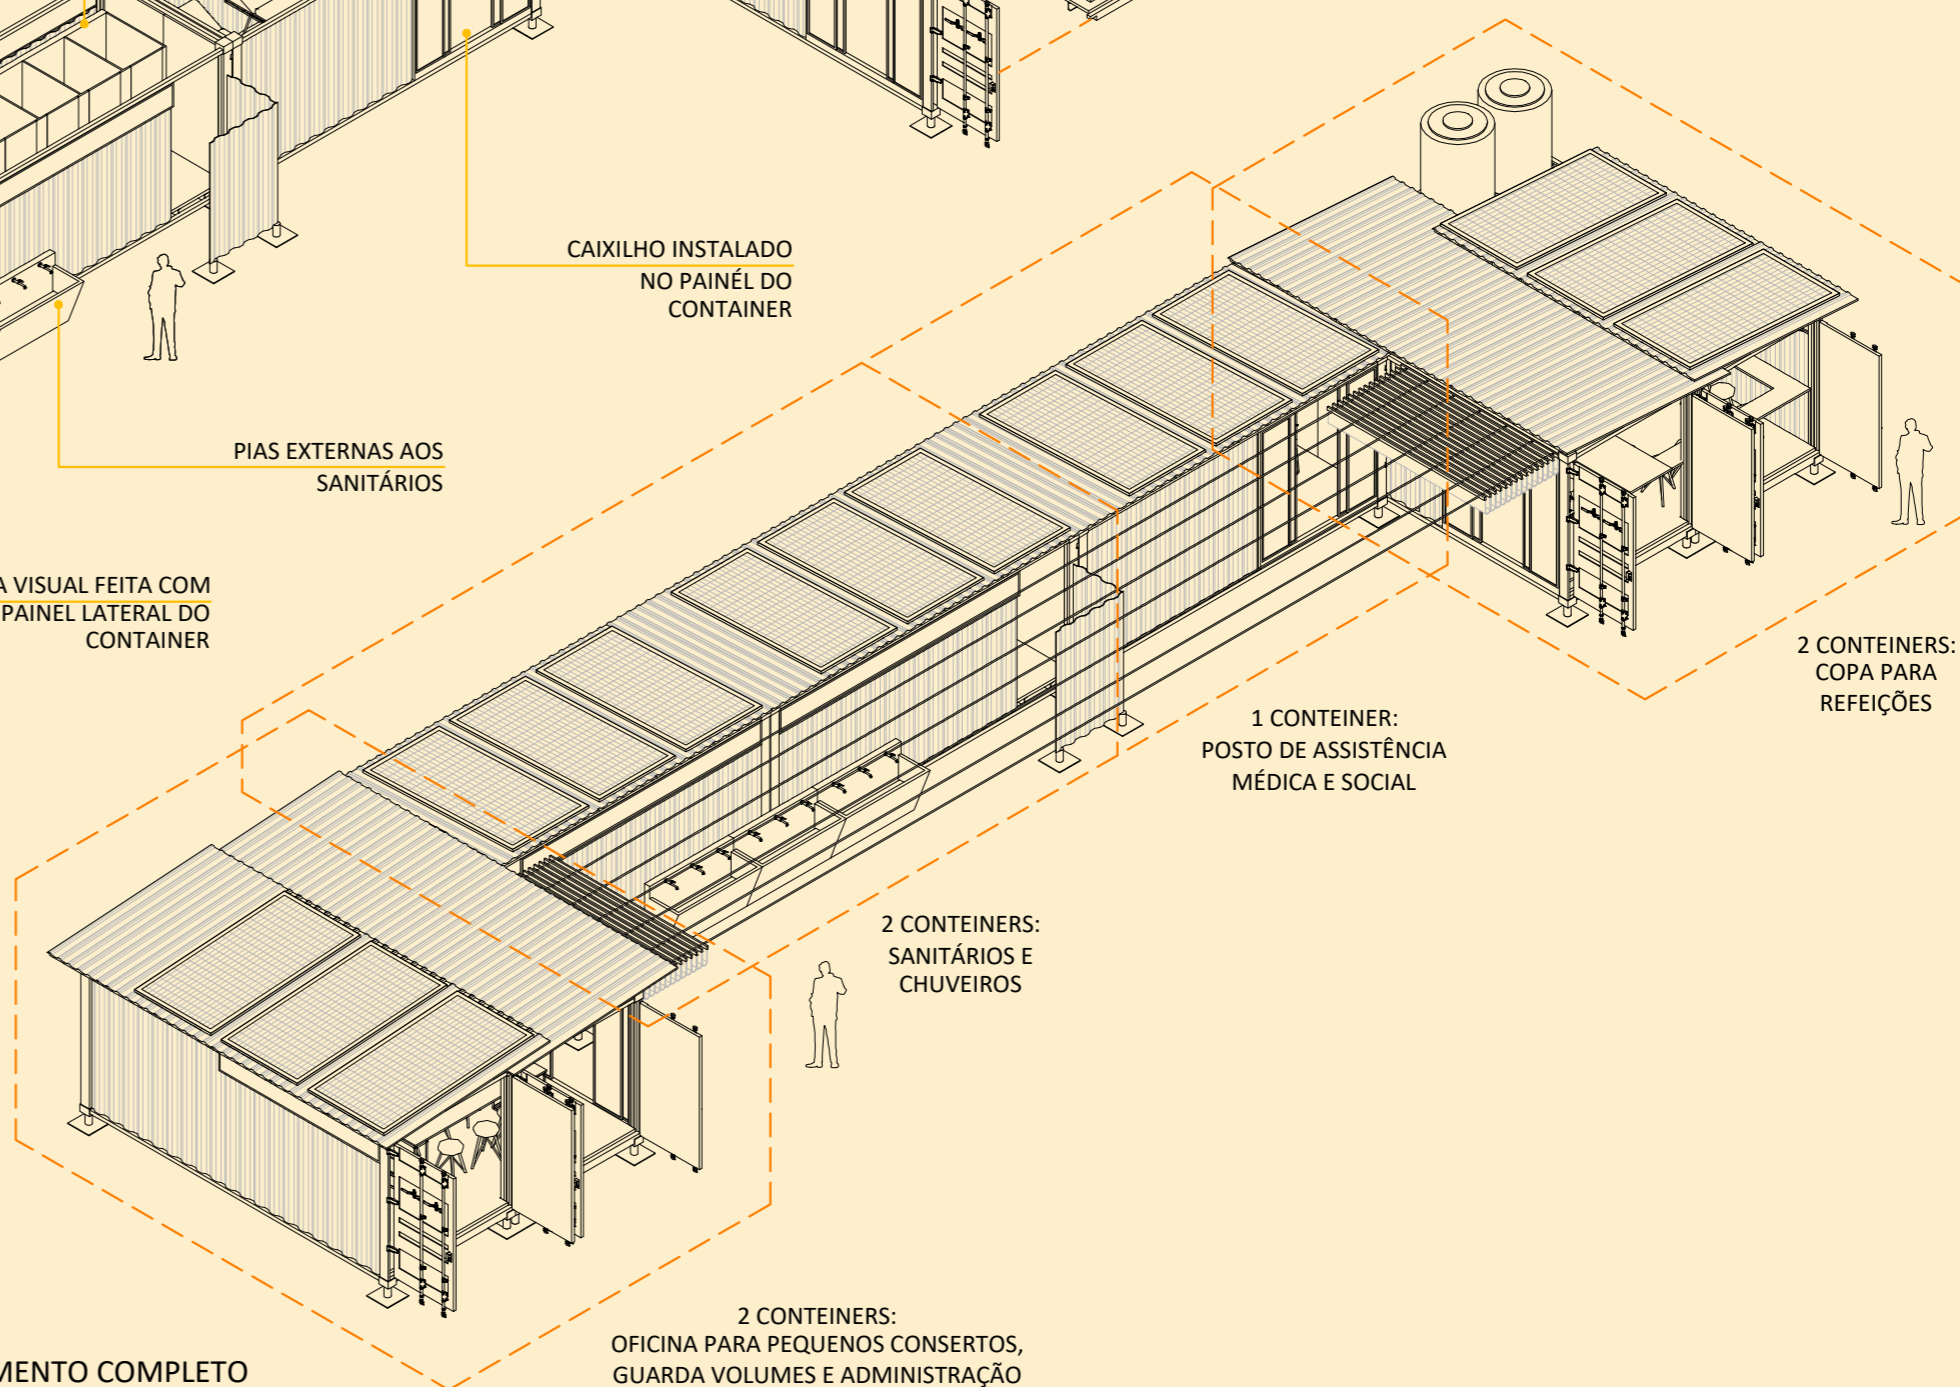 CAIXILHO INSTALADO
NO PAINÉL DO
CONTAINER
PIAS EXTERNAS AOS
SANITÁRIOS
A VISUAL FEITA COM
PAINEL LATERAL DO
CONTAINER
2 CONTEINERS:
COPA PARA
REFEIÇÕES
1 CONTEINER:
POSTO DE ASSISTÊNCIA
MÉDICA E SOCIAL
2 CONTEINERS:
SANITÁRIOS E
CHUVEIROS
2 CONTEINERS:
OFICINA PARA PEQUENOS CONSERTOS,
GUARDA VOLUMES E ADMINISTRAÇÃO
MENTO COMPLETO